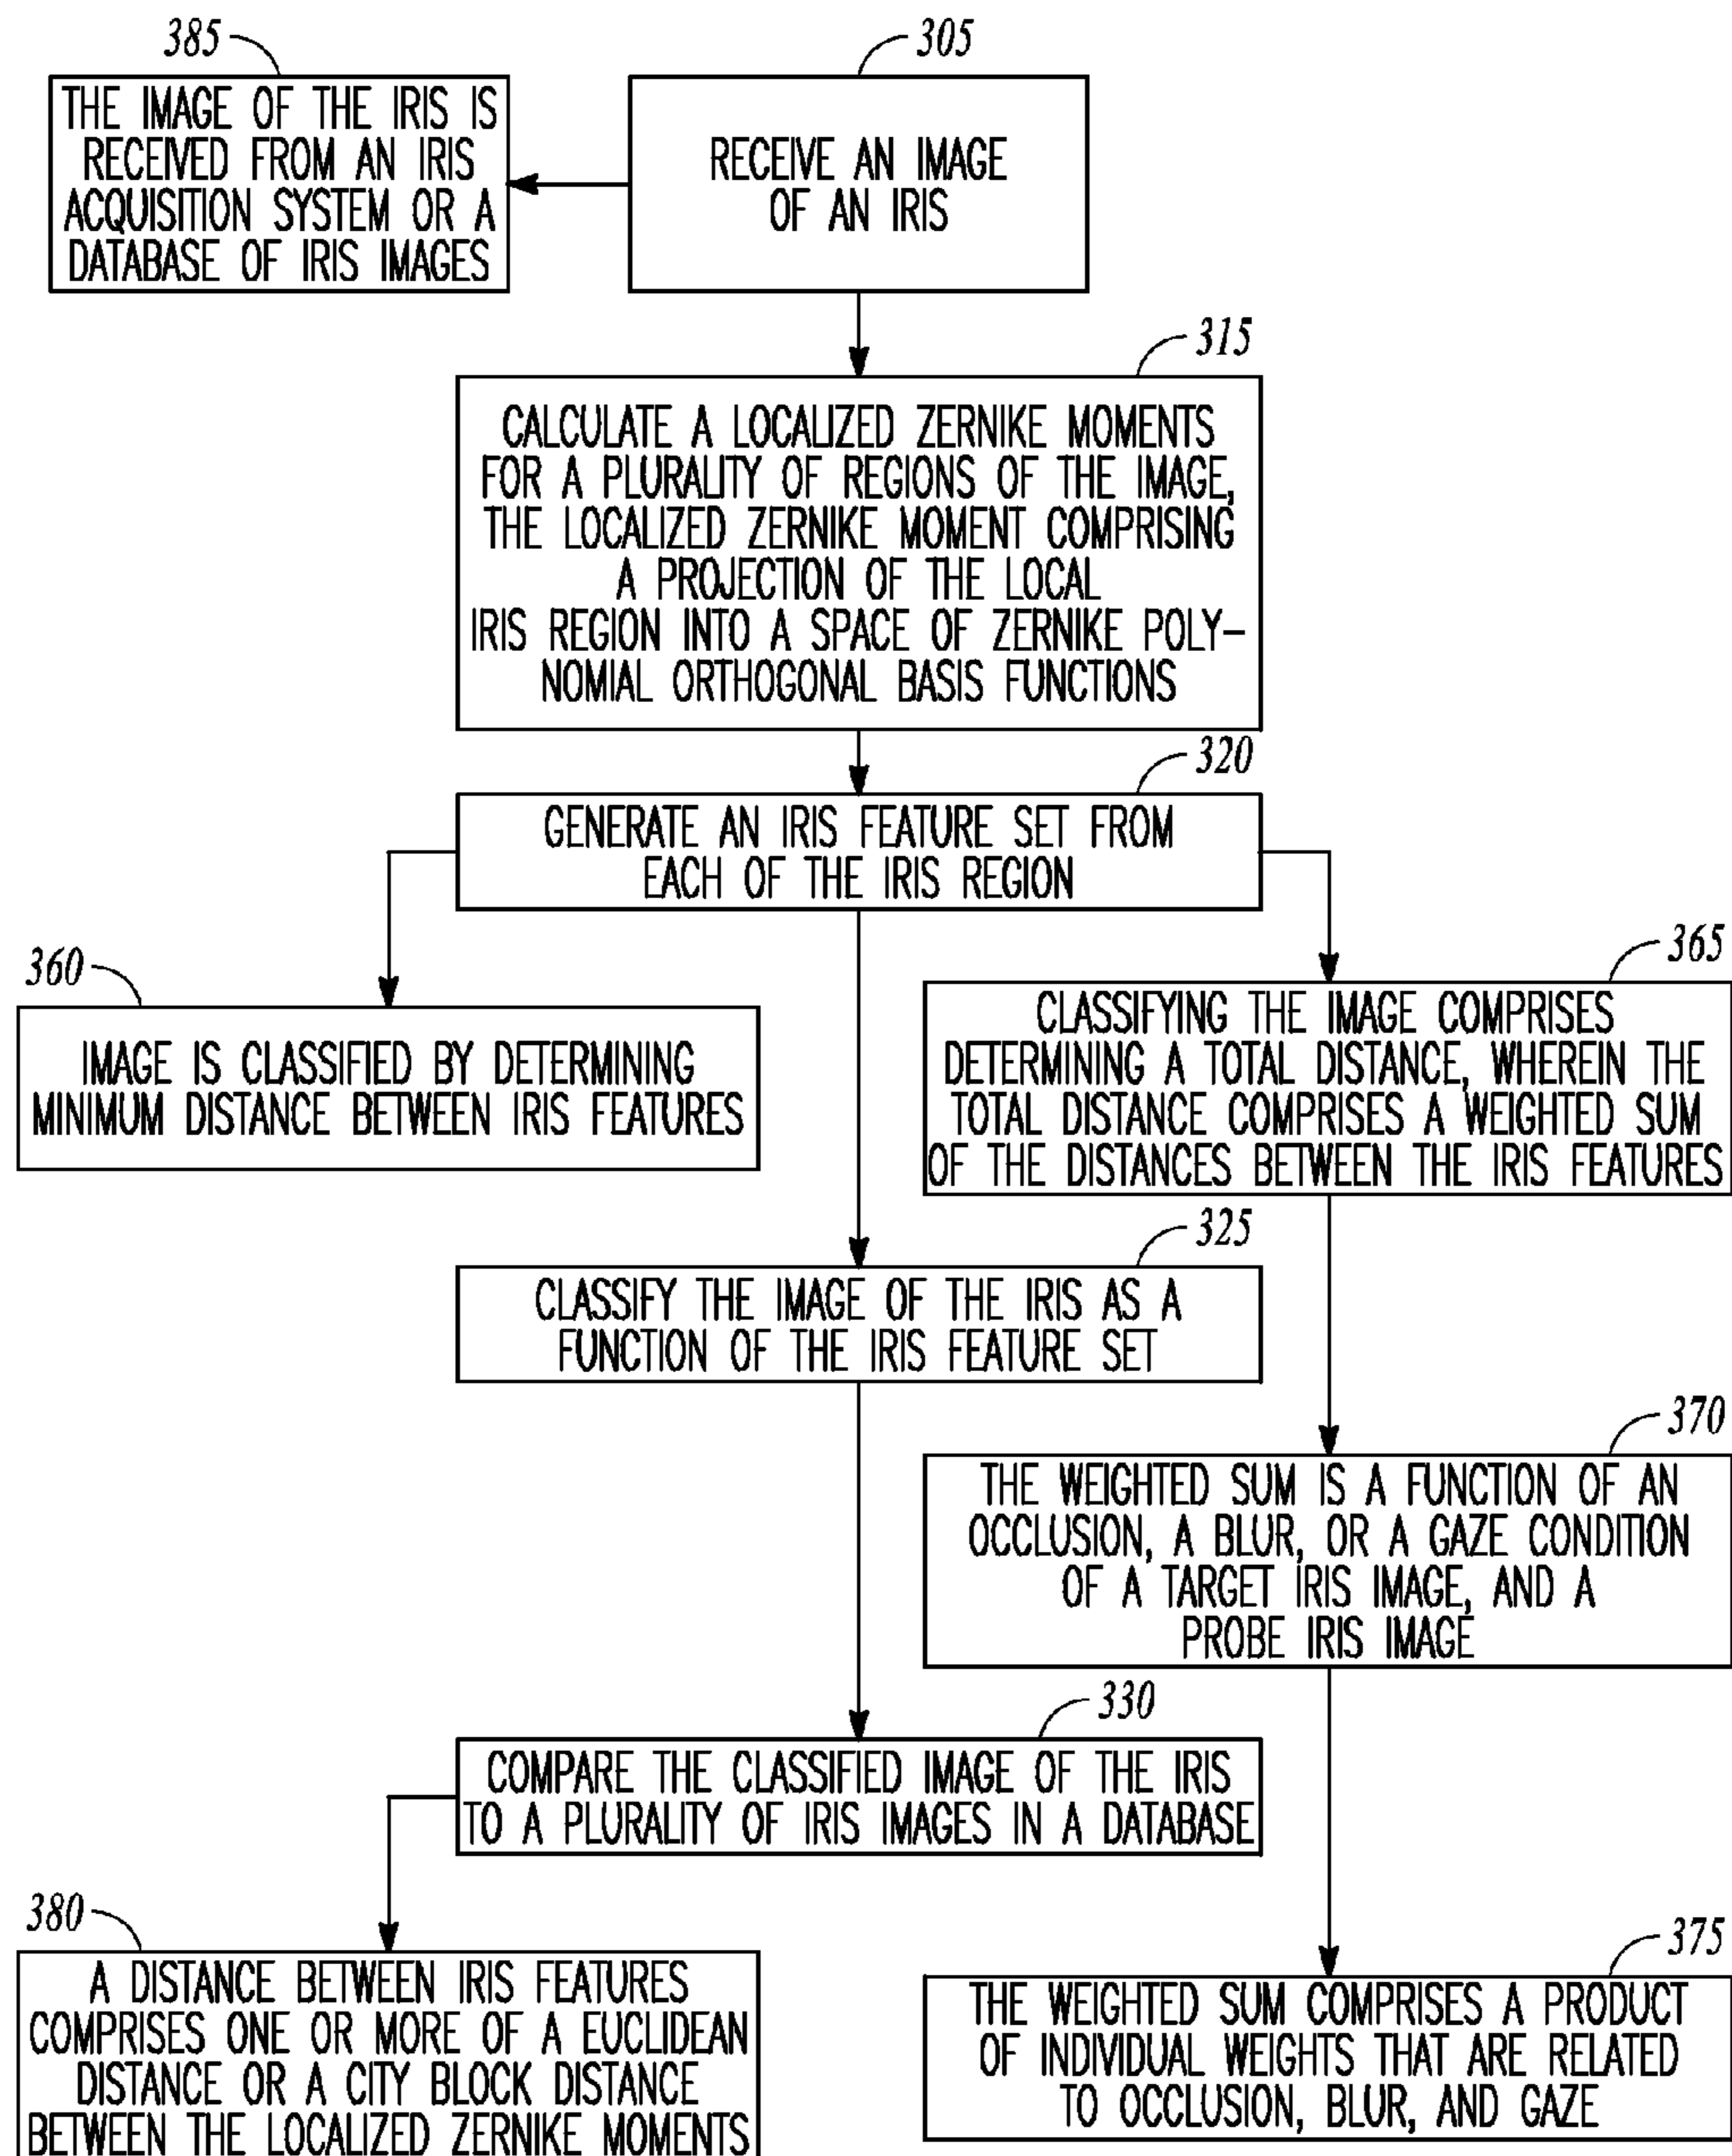 385
THE IMAGE OF THE IRIS IS
RECEIVED FROM AN IRIS
ACQUISITION SYSTEM OR A
DATABASE OF IRIS IMAGES
305
RECEIVE AN IMAGE
OF AN IRIS
315
CALCULATE A LOCALIZED ZERNIKE MOMENTS
FOR A PLURALITY OF REGIONS OF THE IMAGE,
THE LOCALIZED ZERNIKE MOMENT COMPRISING
A PROJECTION OF THE LOCAL
IRIS REGION INTO A SPACE OF ZERNIKE POLY-
NOMIAL ORTHOGONAL BASIS FUNCTIONS
320
GENERATE AN IRIS FEATURE SET FROM
EACH OF THE IRIS REGION
360
IMAGE IS CLASSIFIED BY DETERMINING
MINIMUM DISTANCE BETWEEN IRIS FEATURES
365
CLASSIFYING THE IMAGE COMPRISES
DETERMINING A TOTAL DISTANCE, WHEREIN THE
TOTAL DISTANCE COMPRISES A WEIGHTED SUM
OF THE DISTANCES BETWEEN THE IRIS FEATURES
325
CLASSIFY THE IMAGE OF THE IRIS AS A
FUNCTION OF THE IRIS FEATURE SET
370
THE WEIGHTED SUM IS A FUNCTION OF AN
OCCLUSION, A BLUR, OR A GAZE CONDITION
OF A TARGET IRIS IMAGE, AND A
PROBE IRIS IMAGE
330
COMPARE THE CLASSIFIED IMAGE OF THE IRIS
TO A PLURALITY OF IRIS IMAGES IN A DATABASE
380
A DISTANCE BETWEEN IRIS FEATURES
COMPRISES ONE OR MORE OF A EUCLIDEAN
DISTANCE OR A CITY BLOCK DISTANCE
BETWEEN THE LOCALIZED ZERNIKE MOMENTS
375
THE WEIGHTED SUM COMPRISES A PRODUCT
OF INDIVIDUAL WEIGHTS THAT ARE RELATED
TO OCCLUSION, BLUR, AND GAZE